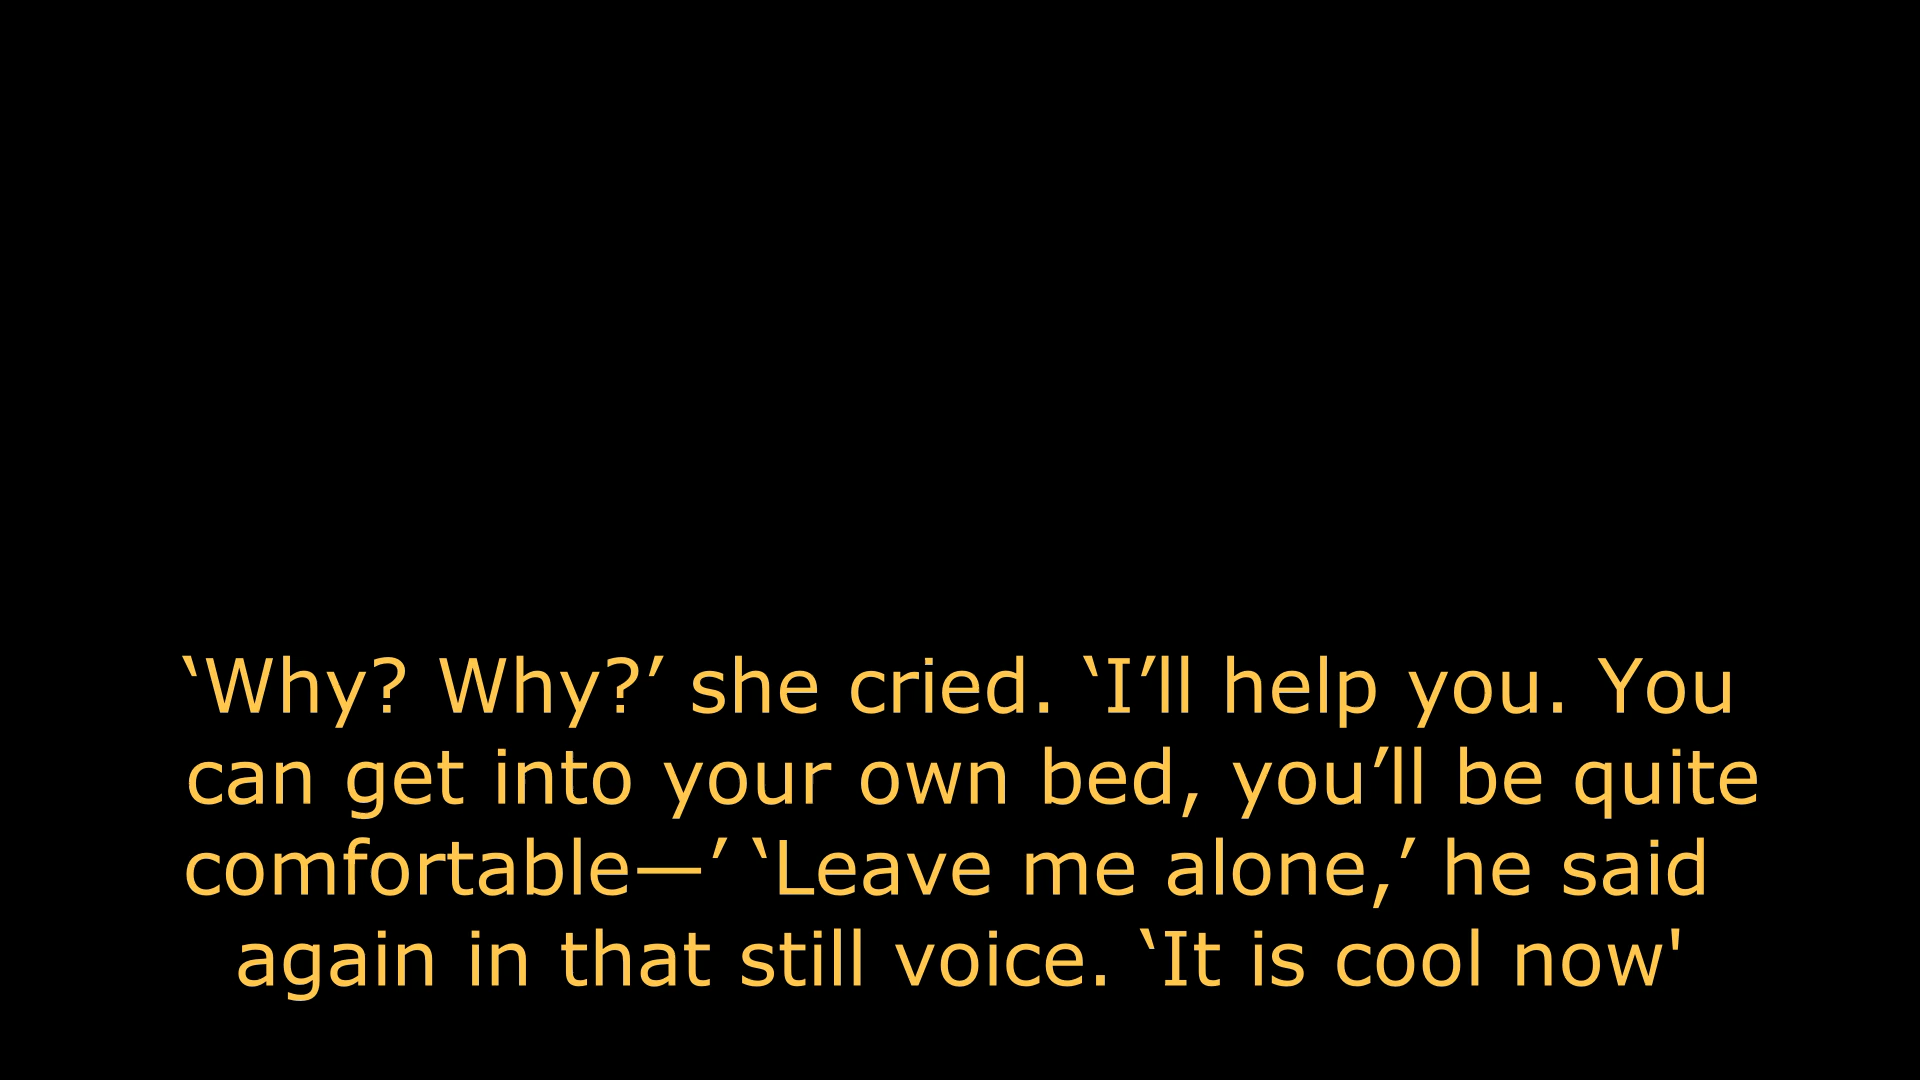 ‘Why? Why?’ she cried. ‘I’ll help you. You
can get into your own bed, you’ll be quite
comfortable—’ ‘Leave me alone,’ he said
again in that still voice. ‘It is cool now'